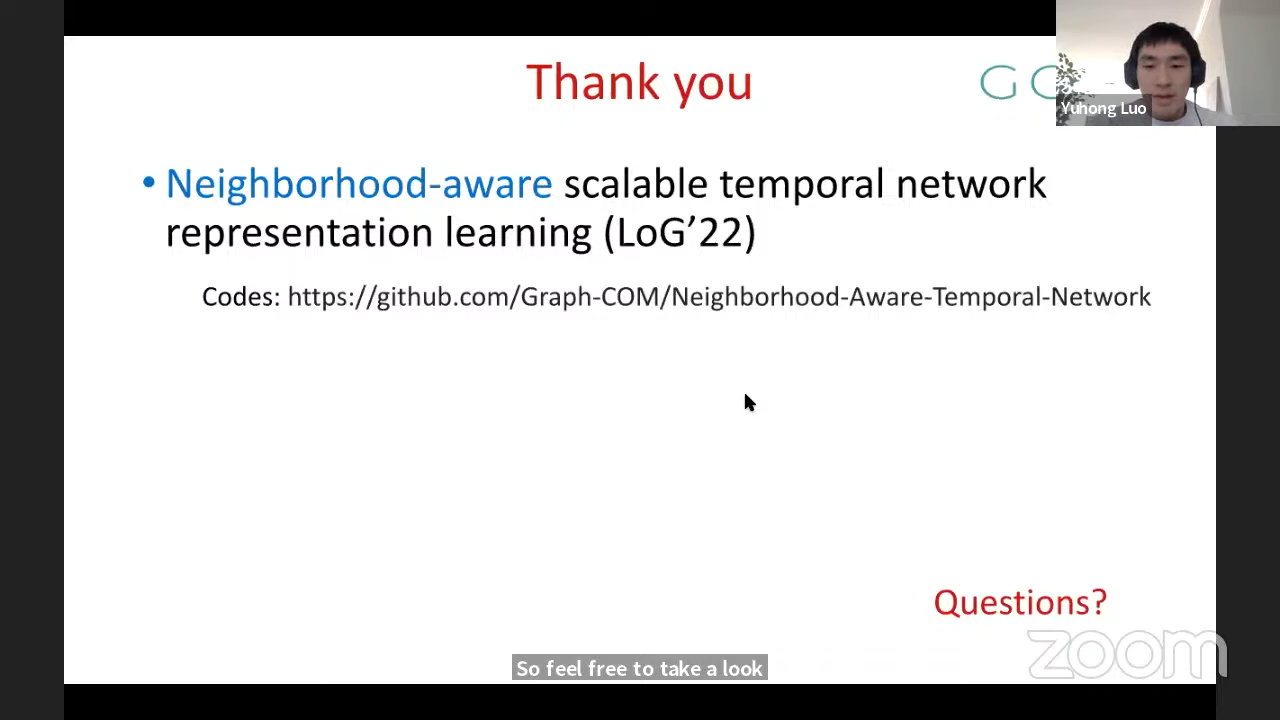 Thank you
G
Yuhong Luo
• Neighborhood-aware scalable temporal network
representation learning (LoG’22)
Codes: https://github.com/Graph-COM/Neighborhood-Aware-Temporal-Network
Questions?
zoom
So feel free to take a look